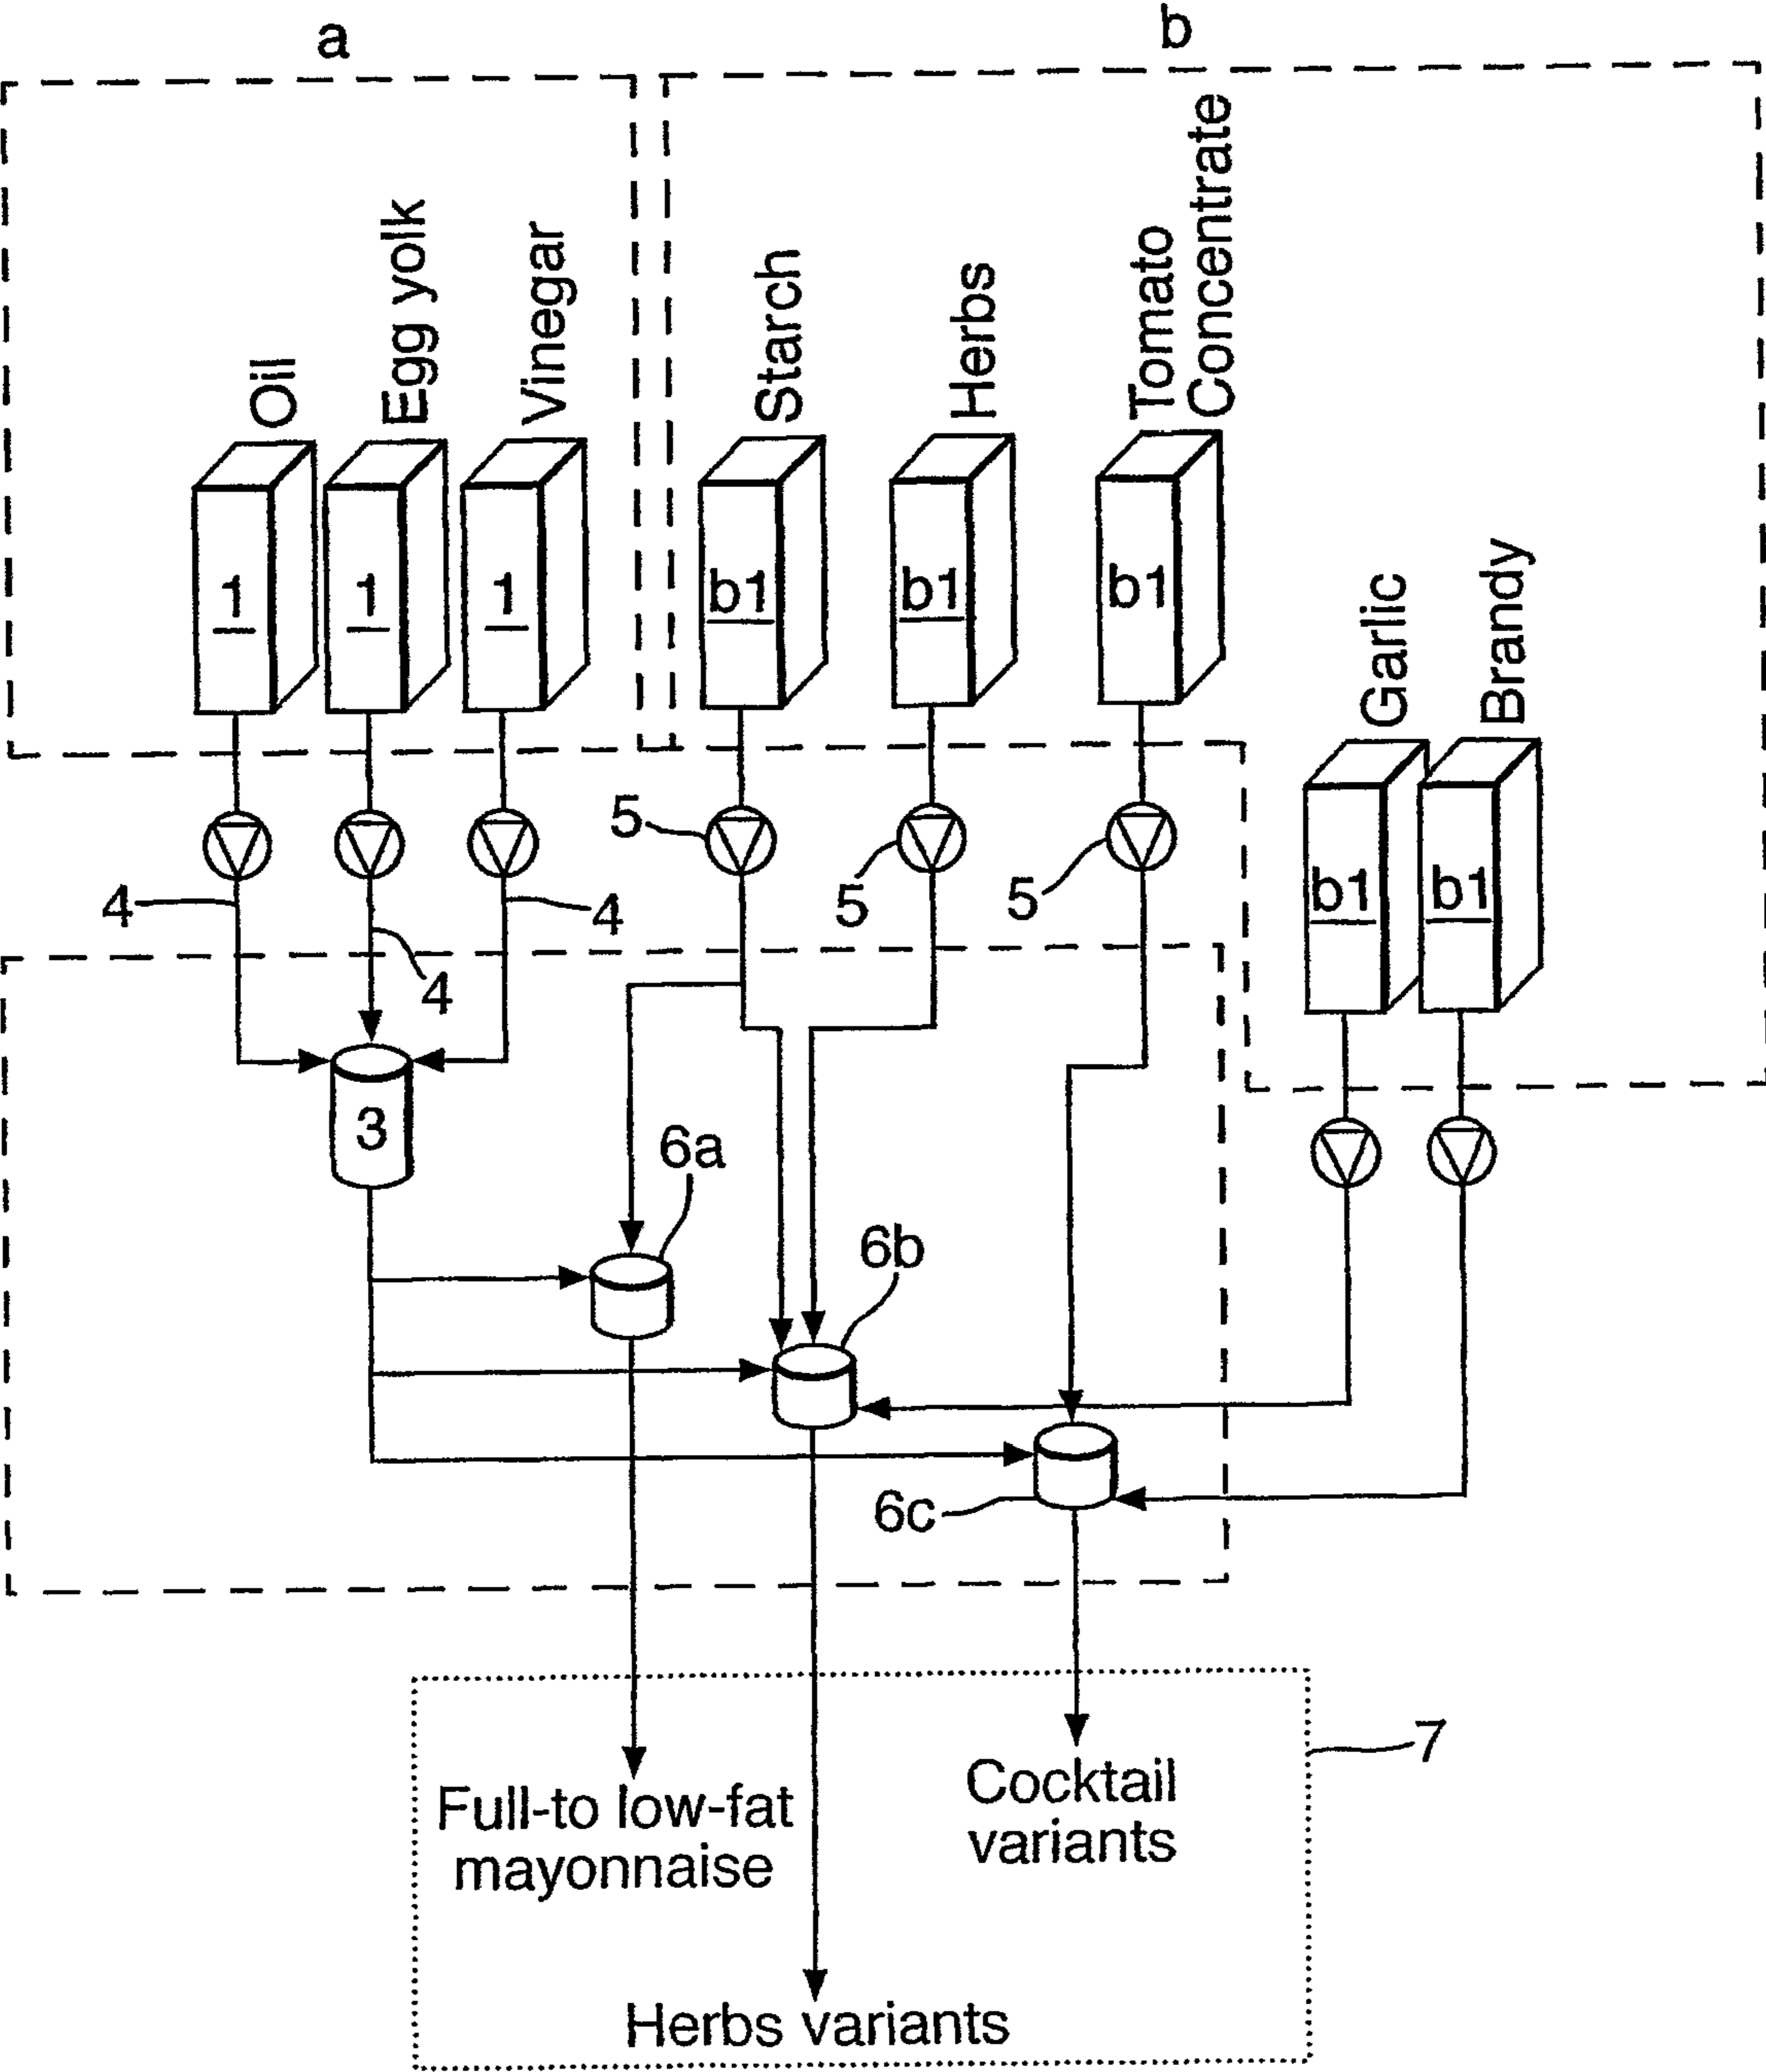 a
b
Oil
Egg yolk
Vinegar
Starch
Herbs
Tomato
Concentrate
Garlic
Brandy
1
1
1
b1
b1
b1
b1
b1
5
5
5
4
4
4
3
6a
6b
6c
7
Full-to low-fat
mayonnaise
Cocktail
variants
Herbs variants